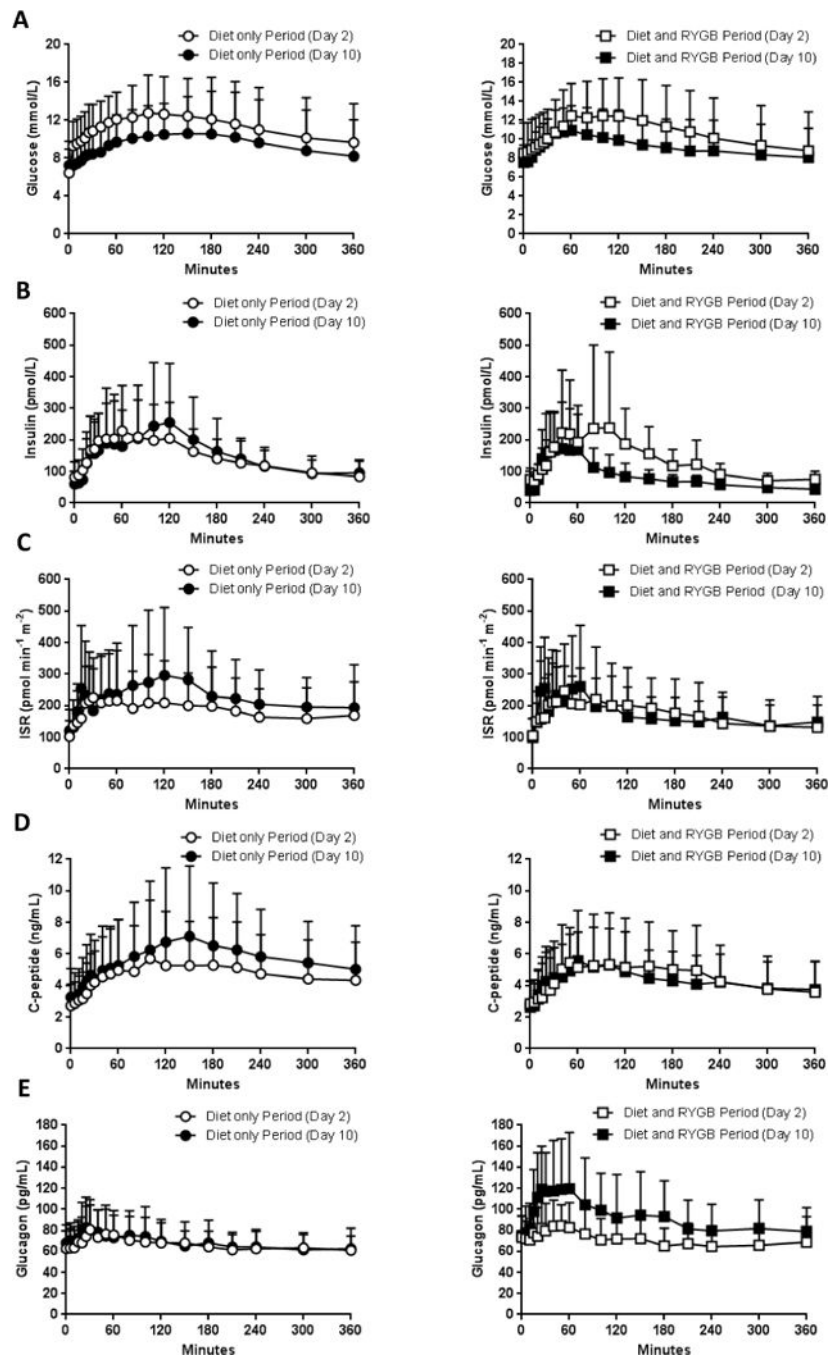 A
Diet only Period (Day 2)
Diet only Period (Day 10)
Glucose (mmol/L)
20
18
16
14
12
10
8
6
4
2
0
0 60 120 180 240 300 360
Minutes
Diet and RYGB Period (Day 2)
Diet and RYGB Period (Day 10)
Glucose (mmol/L)
20
18
16
14
12
10
8
6
4
2
0
0 60 120 180 240 300 360
Minutes
B
Diet only Period (Day 2)
Diet only Period (Day 10)
Insulin (pmol/L)
600
500
400
300
200
100
0
0 60 120 180 240 300 360
Minutes
Diet and RYGB Period (Day 2)
Diet and RYGB Period (Day 10)
Insulin (pmol/L)
600
500
400
300
200
100
0
0 60 120 180 240 300 360
Minutes
C
Diet only Period (Day 2)
Diet only Period (Day 10)
ISR (pmol min⁻¹ m⁻²)
600
500
400
300
200
100
0
0 60 120 180 240 300 360
Minutes
Diet and RYGB Period (Day 2)
Diet and RYGB Period (Day 10)
ISR (pmol min⁻¹ m⁻²)
600
500
400
300
200
100
0
0 60 120 180 240 300 360
Minutes
D
Diet only Period (Day 2)
Diet only Period (Day 10)
C-peptide (ng/mL)
12
10
8
6
4
2
0
0 60 120 180 240 300 360
Minutes
Diet and RYGB Period (Day 2)
Diet and RYGB Period (Day 10)
C-peptide (ng/mL)
12
10
8
6
4
2
0
0 60 120 180 240 300 360
Minutes
E
Diet only Period (Day 2)
Diet only Period (Day 10)
Glucagon (pg/mL)
180
160
140
120
100
80
60
40
20
0
0 60 120 180 240 300 360
Minutes
Diet and RYGB Period (Day 2)
Diet and RYGB Period (Day 10)
Glucagon (pg/mL)
180
160
140
120
100
80
60
40
20
0
0 60 120 180 240 300 360
Minutes